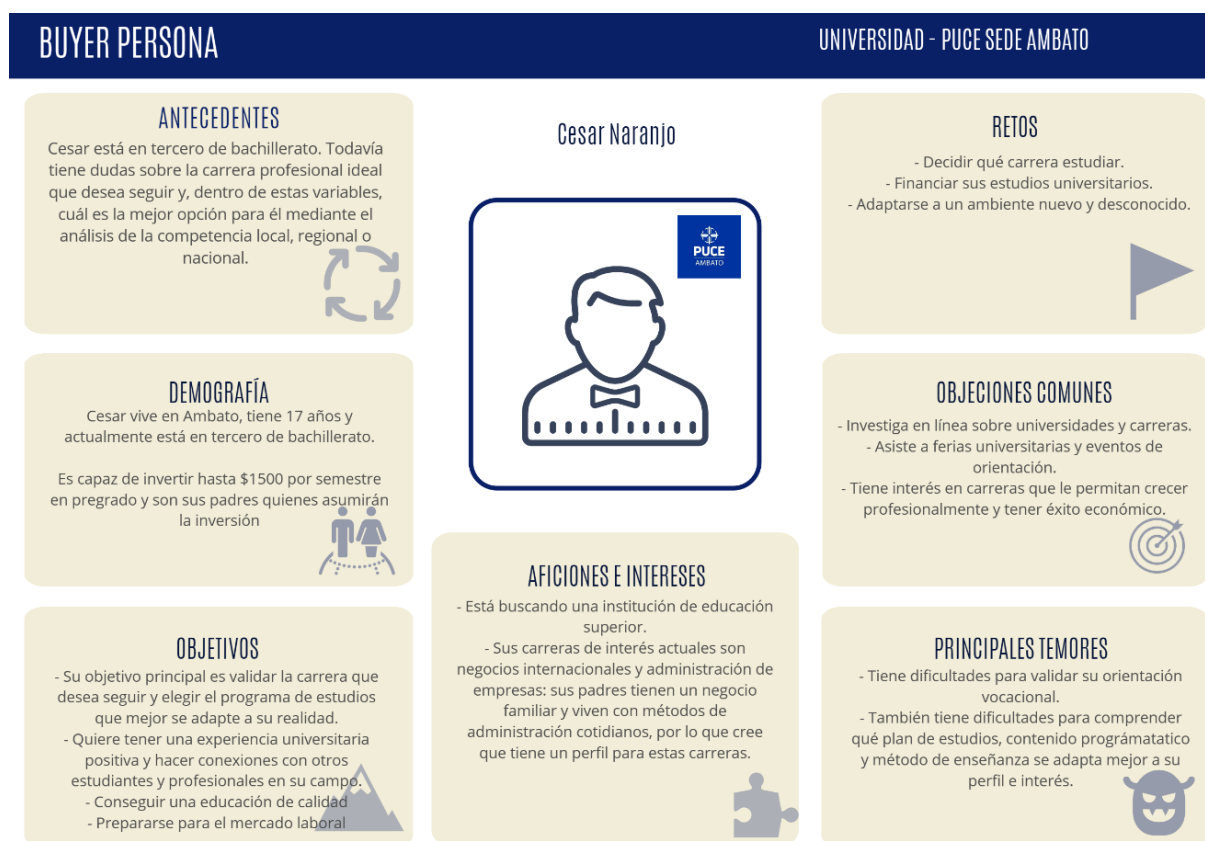 BUYER PERSONA
UNIVERSIDAD - PUCE SEDE AMBATO
ANTECEDENTES
Cesar está en tercero de bachillerato. Todavía
tiene dudas sobre la carrera profesional ideal
que desea seguir y, dentro de estas variables,
cuál es la mejor opción para él mediante el
análisis de la competencia local, regional o
nacional.
DEMOGRAFÍA
Cesar vive en Ambato, tiene 17 años y
actualmente está en tercero de bachillerato.
Es capaz de invertir hasta $1500 por semestre
en pregrado y son sus padres quienes asumirán
la inversión
OBJETIVOS
- Su objetivo principal es validar la carrera que
desea seguir y elegir el programa de estudios
que mejor se adapte a su realidad.
- Quiere tener una experiencia universitaria
positiva y hacer conexiones con otros
estudiantes y profesionales en su campo.
- Conseguir una educación de calidad
- Prepararse para el mercado laboral
Cesar Naranjo
PUCE
AMBATO
AFICIONES E INTERESES
- Está buscando una institución de educación
superior.
- Sus carreras de interés actuales son
negocios internacionales y administración de
empresas: sus padres tienen un negocio
familiar y viven con métodos de
administración cotidianos, por lo que cree
que tiene un perfil para estas carreras.
RETOS
- Decidir qué carrera estudiar.
- Financiar sus estudios universitarios.
- Adaptarse a un ambiente nuevo y desconocido.
OBJECIONES COMUNES
- Investiga en línea sobre universidades y carreras.
- Asiste a ferias universitarias y eventos de
orientación.
- Tiene interés en carreras que le permitan crecer
profesionalmente y tener éxito económico.
PRINCIPALES TEMORES
- Tiene dificultades para validar su orientación
vocacional.
- También tiene dificultades para comprender
qué plan de estudios, contenido prográmatatico
y método de enseñanza se adapta mejor a su
perfil e interés.